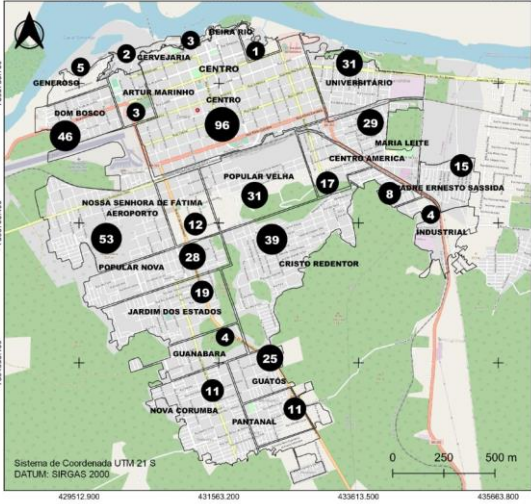 BEIRA RIO
3
1
2
CERVEJARIA
5
CENTRO
31
GENEROSO
UNIVERSITÁRIO
ARTUR MARINHO
CENTRO
DOM BOSCO
3
96
29
46
MARIA LEITE
CENTRO AMERICA
15
POPULAR VELHA
17
PADRE ERNESTO SASSIDA
31
8
NOSSA SENHORA DE FÁTIMA
AEROPORTO
4
12
INDUSTRIAL
53
39
28
POPULAR NOVA
CRISTO REDENTOR
19
JARDIM DOS ESTADOS
4
GUANABARA
25
GUATÓS
11
NOVA CORUMBA
11
PANTANAL
Sistema de Coordenada UTM 21 S
DATUM: SIRGAS 2000
0 250 500 m
429512.900 431563.200 433613.500 435663.800